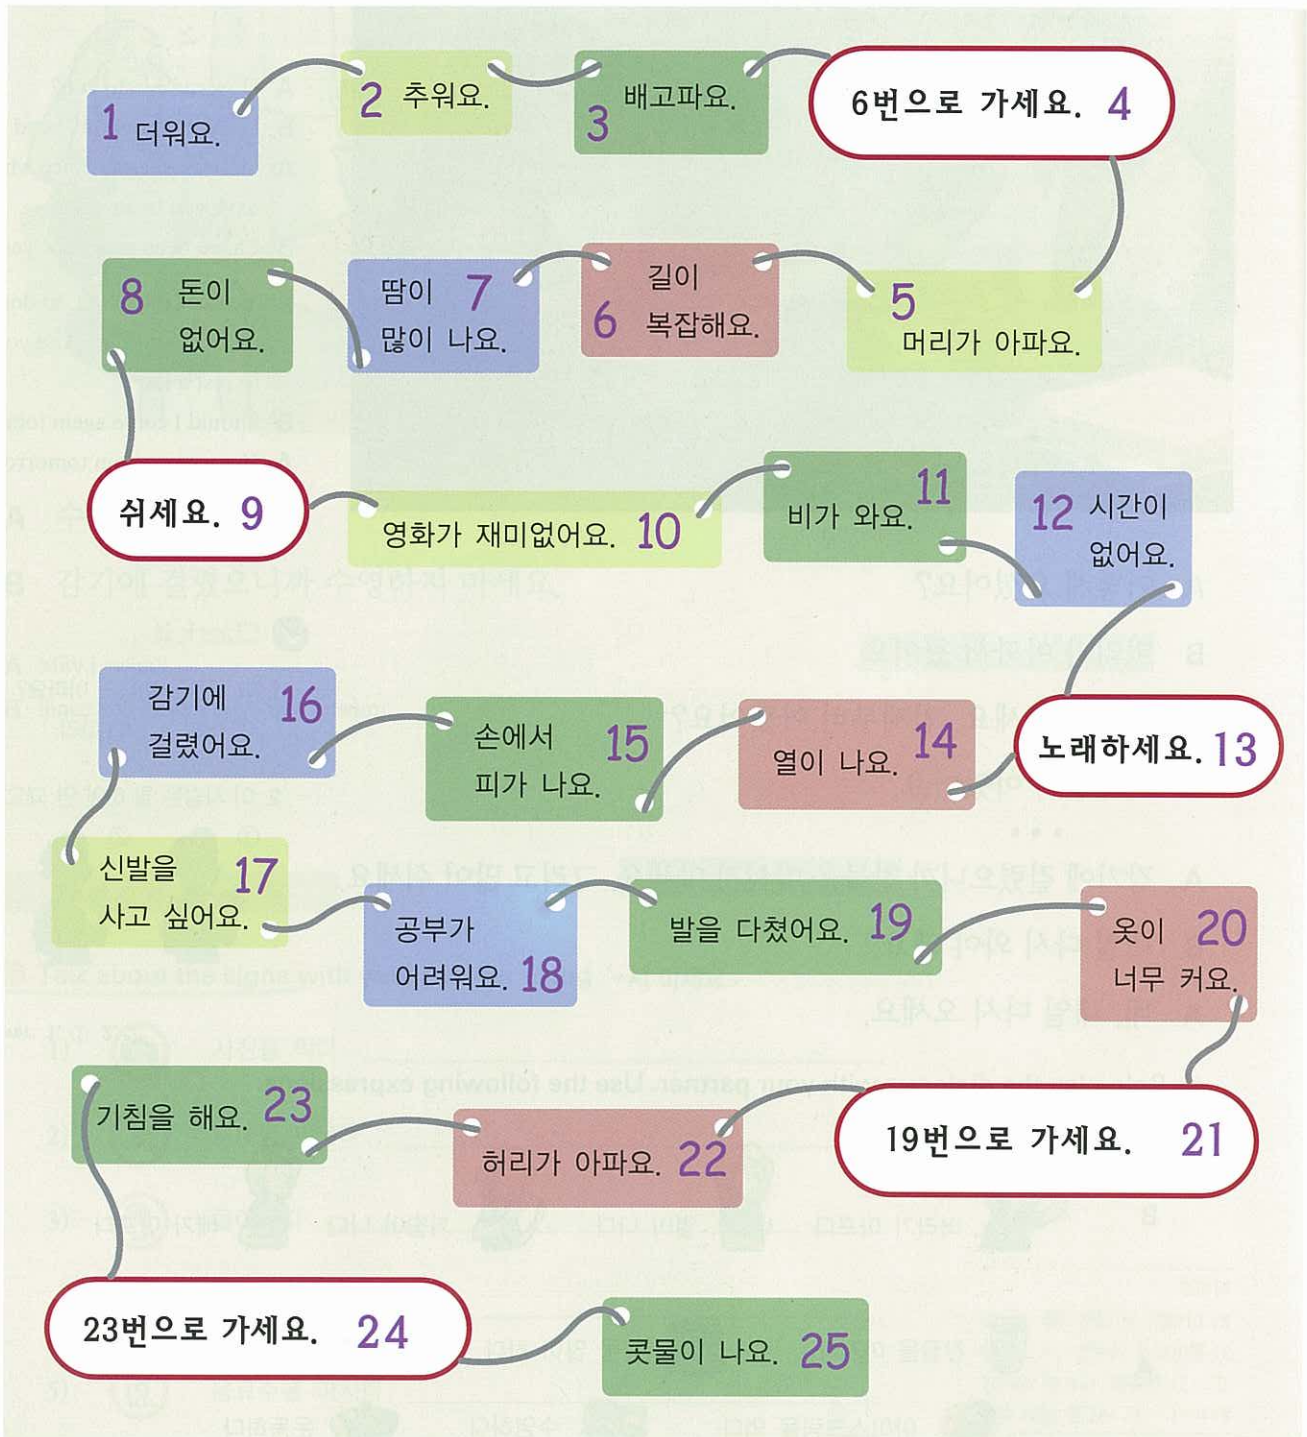 1 더워요.
2 추워요.
3 배고파요.
6번으로 가세요. 4
5
머리가 아파요.
길이
6 복잡해요.
땀이 7
많이 나요.
8 돈이
없어요.
쉬세요. 9
영화가 재미없어요. 10
11
비가 와요.
12 시간이
없어요.
노래하세요. 13
열이 나요. 14
손에서 15
피가 나요.
감기에 16
걸렸어요.
신발을 17
사고 싶어요.
공부가
어려워요. 18
발을 다쳤어요. 19
옷이 20
너무 커요.
19번으로 가세요. 21
허리가 아파요. 22
기침을 해요. 23
23번으로 가세요. 24
콧물이 나요. 25